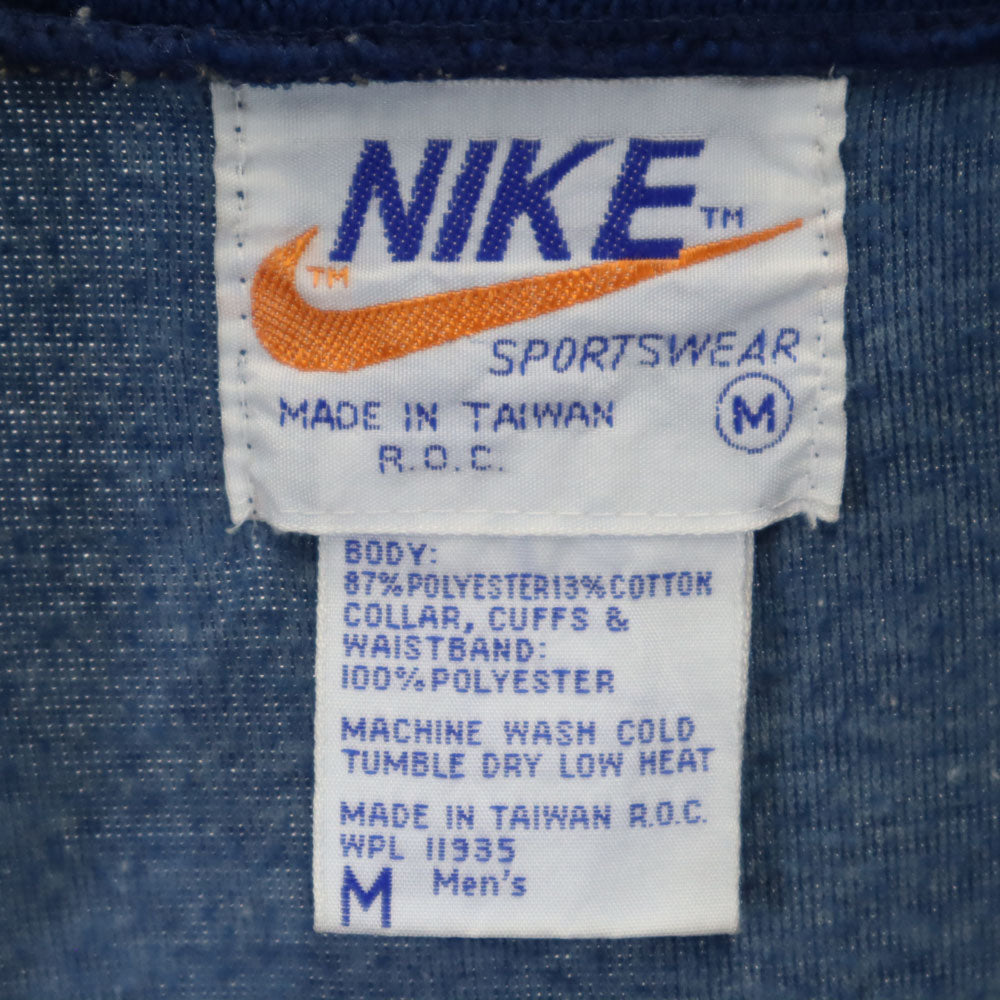 NIKE™
™
SPORTSWEAR
MADE IN TAIWAN
R.O.C.
M
BODY:
87%POLYESTER13%COTTON
COLLAR, CUFFS &
WAISTBAND:
100%POLYESTER
MACHINE WASH COLD
TUMBLE DRY LOW HEAT
MADE IN TAIWAN R.O.C.
WPL 11935
M Men's